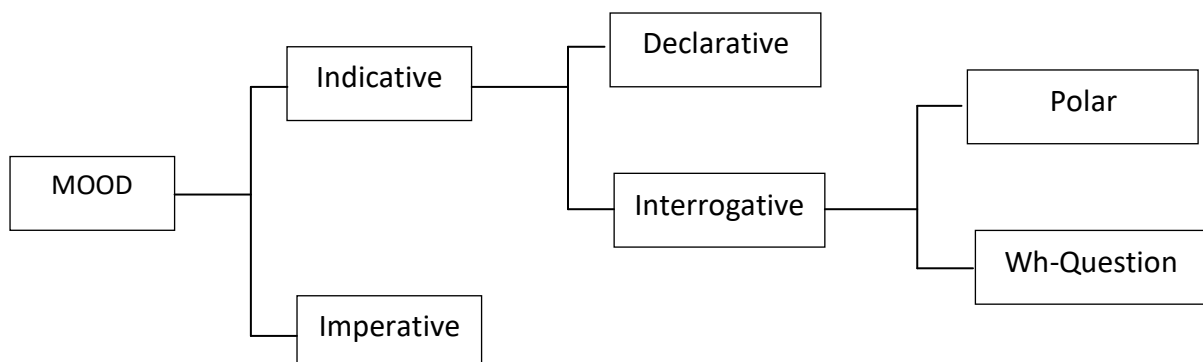 MOOD
Indicative
Imperative
Declarative
Interrogative
Polar
Wh-Question